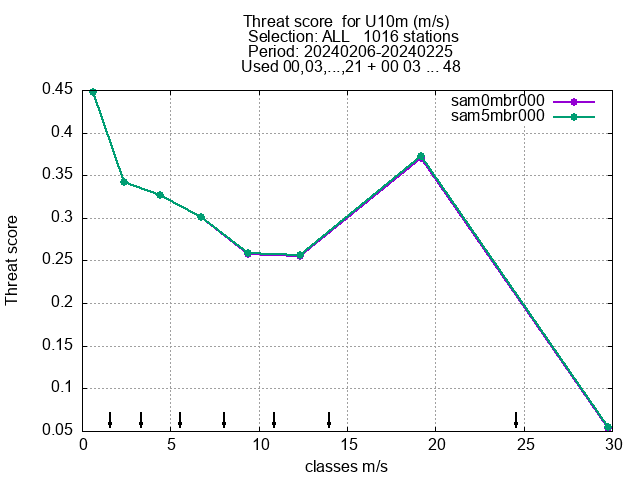 Threat score  for U10m (m/s)
Selection: ALL   1016 stations
Period: 20240206-20240225
Used 00,03,...,21 + 00 03 ... 48
sam0mbr000
sam5mbr000
0.45
0.4
0.35
0.3
0.25
0.2
0.15
0.1
0.05
Threat score
0 5 10 15 20 25 30
classes m/s